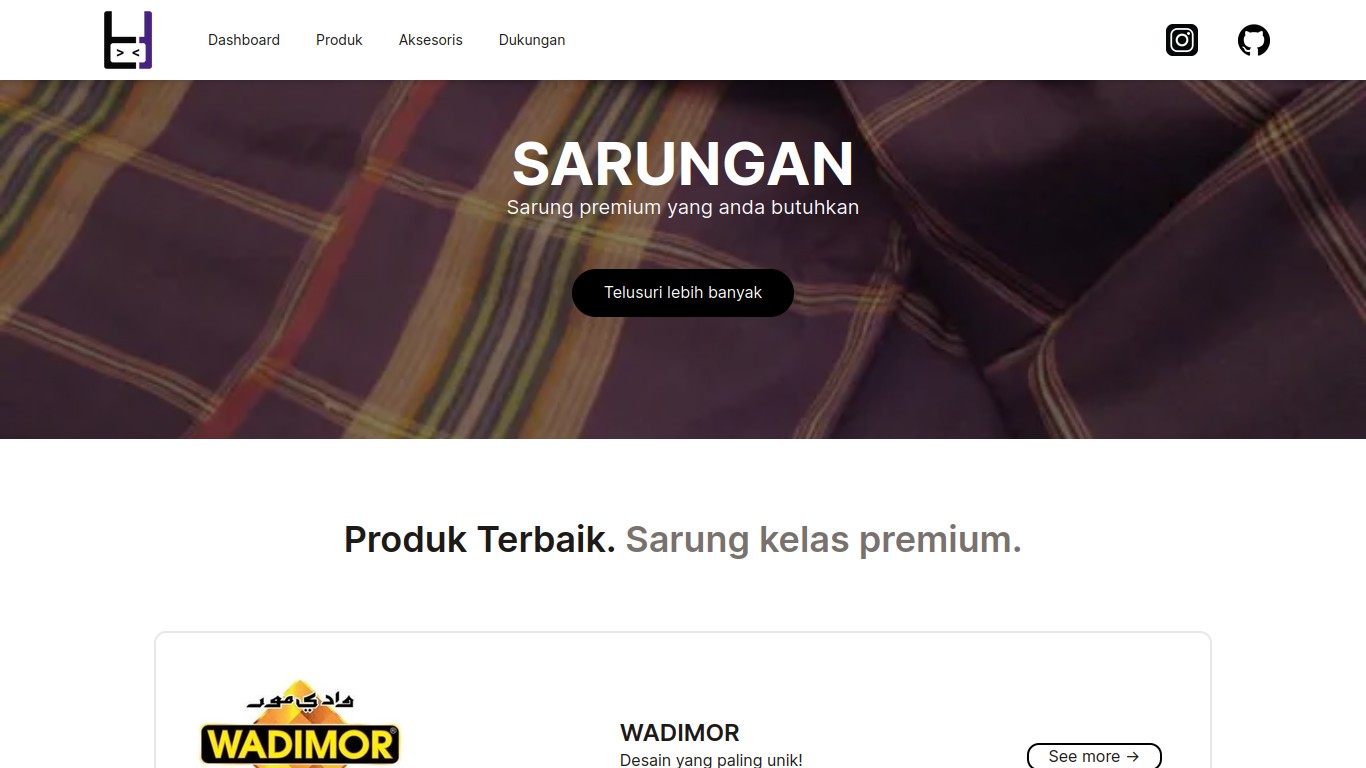 Dashboard
Produk
Aksesoris
Dukungan
> <
SARUNGAN
Sarung premium yang anda butuhkan
Telusuri lebih banyak
Produk Terbaik. Sarung kelas premium.
وادي مور
WADIMOR®
WADIMOR
Desain yang paling unik!
See more →